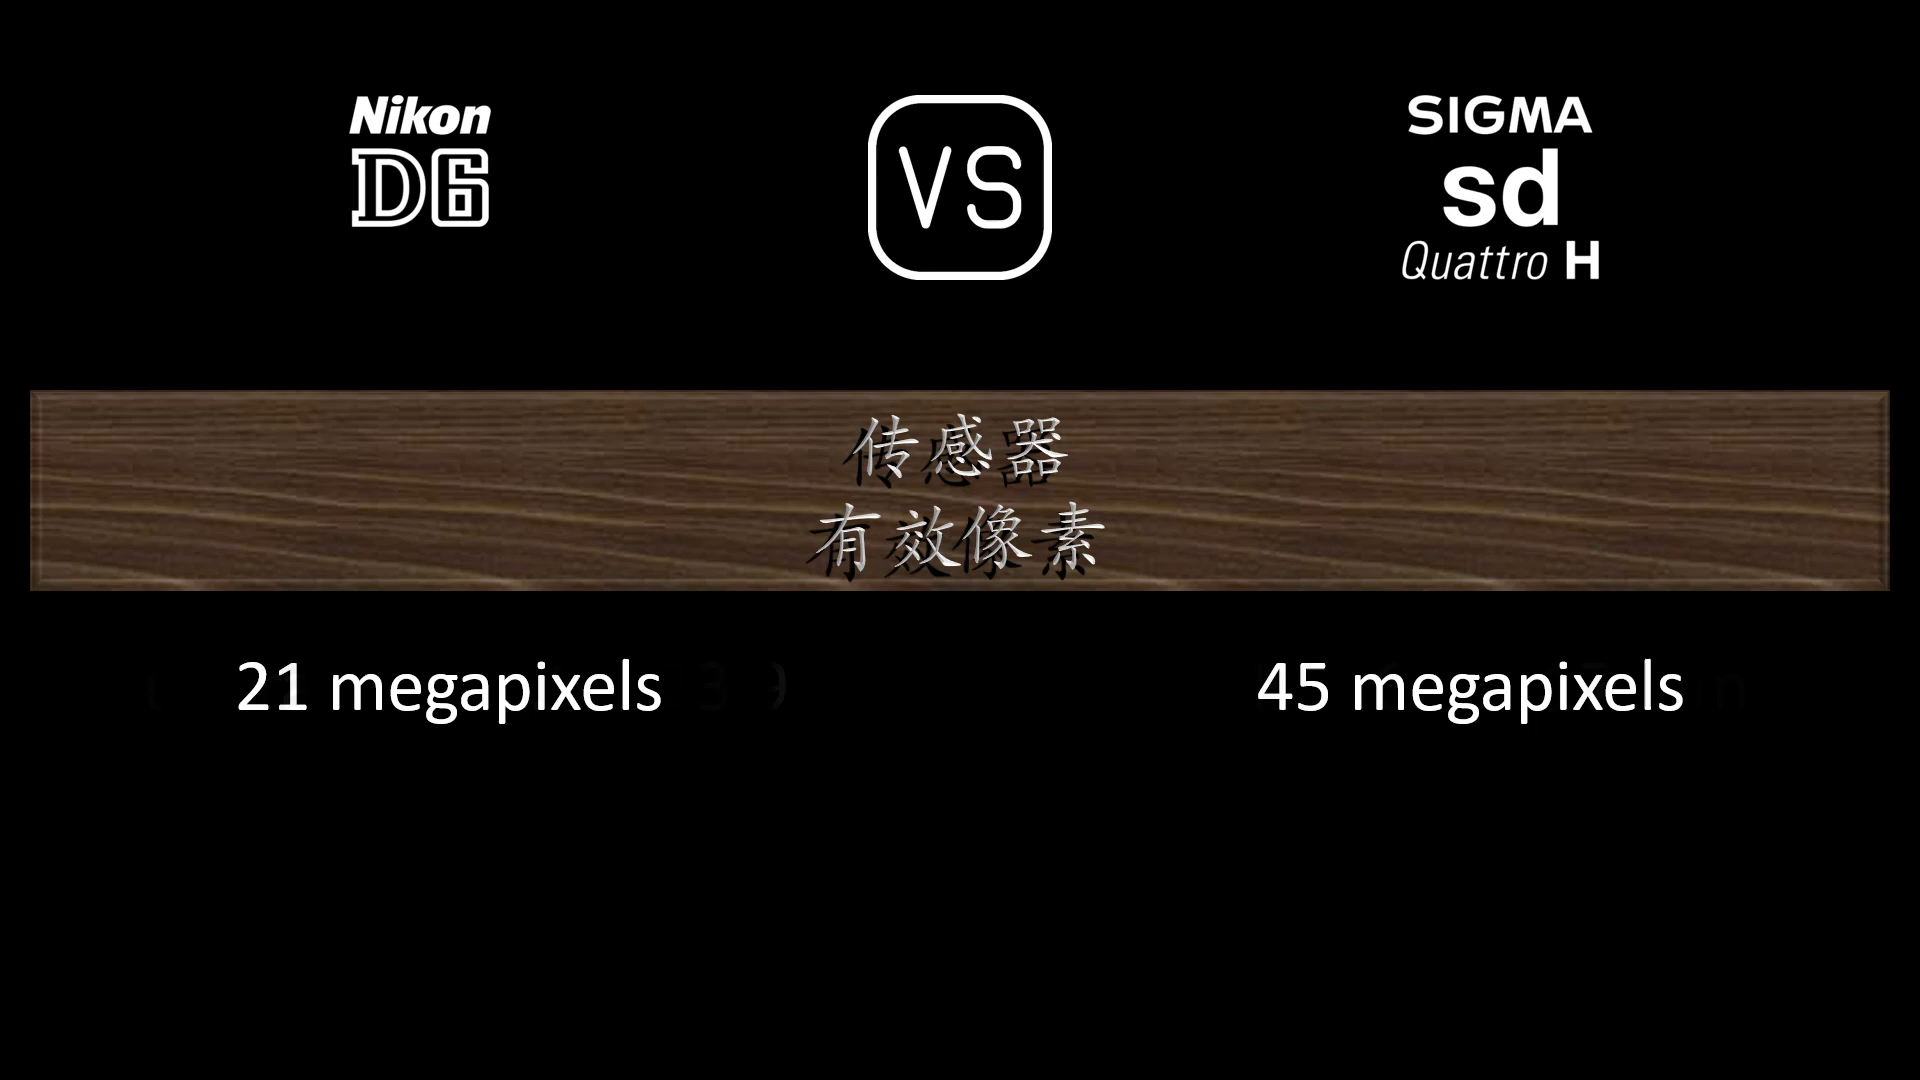 Nikon
D6
VS
SIGMA
sd
Quattro H
传感器
有效像素
21 megapixels
45 megapixels